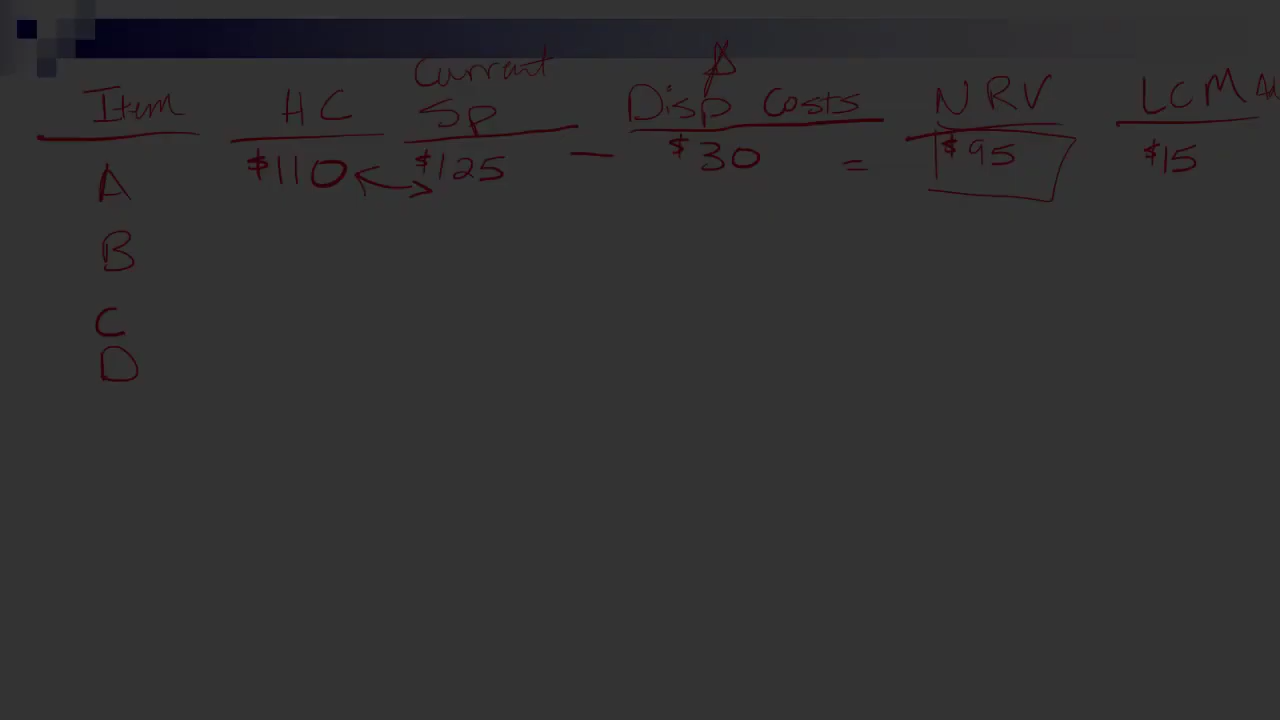 Current
Item HC SP Disp Costs NRV LCM
A $110 $125 - $30 = $95 $15
B
C
D